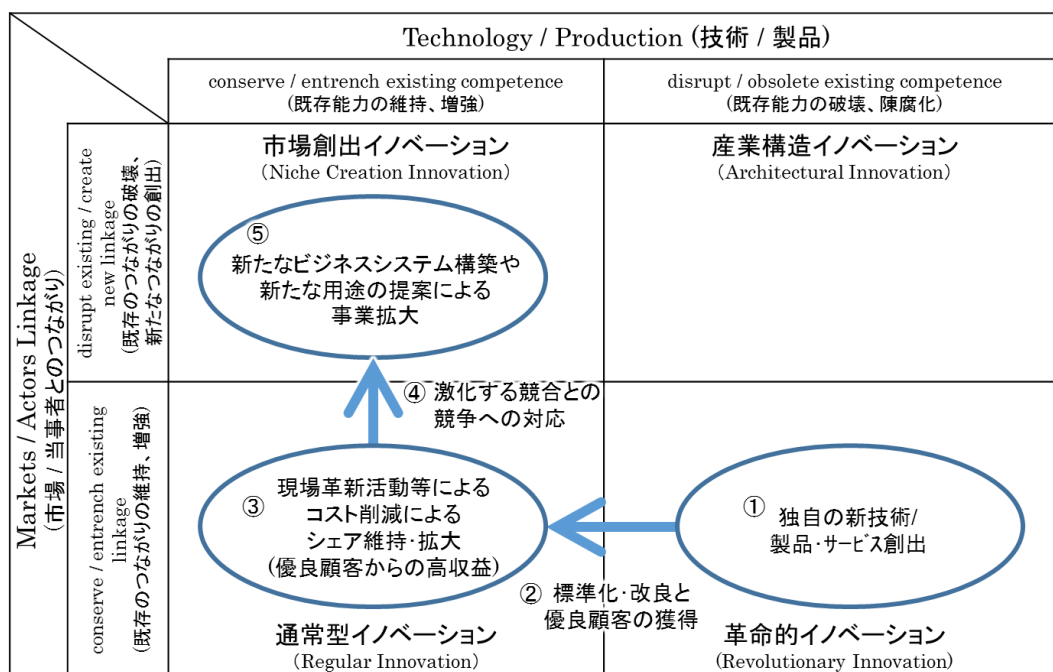 Technology / Production (技術 / 製品)
conserve / entrench existing competence
(既存能力の維持、増強)
disrupt / obsolete existing competence
(既存能力の破壊、陳腐化)
Markets / Actors Linkage
(市場 / 当事者とのつながり)
disrupt existing / create
new linkage
(既存のつながりの破壊、
新たなつながりの創出)
市場創出イノベーション
(Niche Creation Innovation)
⑤
新たなビジネスシステム構築や
新たな用途の提案による
事業拡大
産業構造イノベーション
(Architectural Innovation)
④ 激化する競合との
競争への対応
conserve / entrench existing
linkage
(既存のつながりの維持、増強)
③ 現場革新活動等による
コスト削減による
シェア維持・拡大
(優良顧客からの高収益)
① 独自の新技術/
製品・サービス創出
② 標準化・改良と
優良顧客の獲得
通常型イノベーション
(Regular Innovation)
革命的イノベーション
(Revolutionary Innovation)